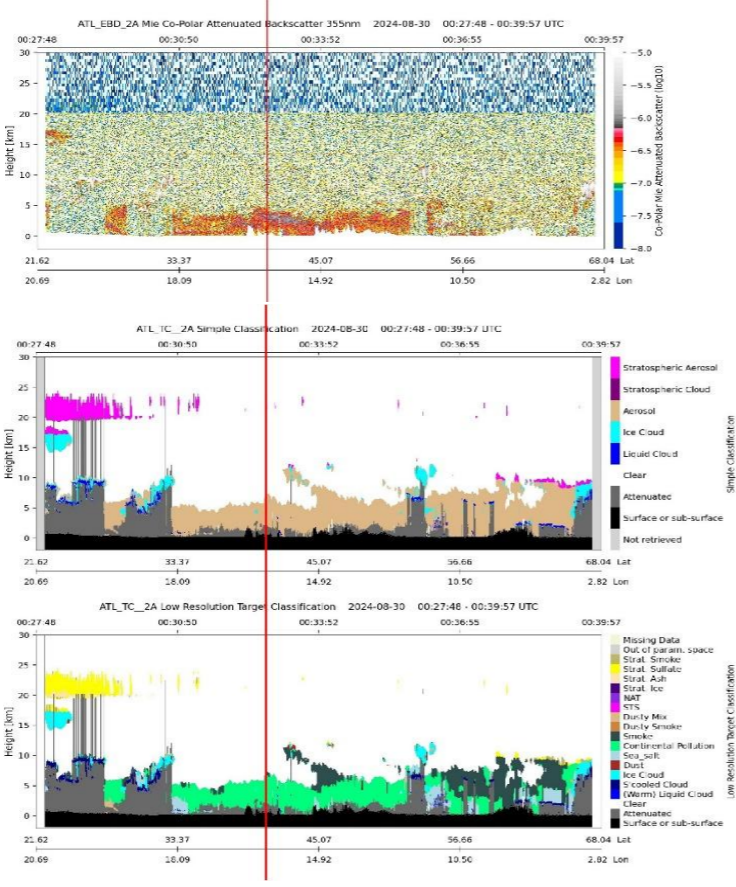 ATL_EBD_2A Mie Co-Polar Attenuated Backscatter 355nm 2024-08-30 00:27:48 - 00:39:57 UTC
00:27:48 00:30:50 00:33:52 00:36:55 00:39:57
30
25
20
15
10
5
0
Height [km]
−5.0
−5.5
−6.0
−6.5
−7.0
−7.5
−8.0
Co-Polar Mie Attenuated Backscatter (log10)
21.62 33.37 45.07 56.66 68.04 Lat
20.69 18.09 14.92 10.50 2.82 Lon
ATL_TC__2A Simple Classification 2024-08-30 00:27:48 - 00:39:57 UTC
00:27:48 00:30:50 00:33:52 00:36:55 00:39:57
30
25
20
15
10
5
0
Height [km]
Stratospheric Aerosol
Stratospheric Cloud
Aerosol
Ice Cloud
Liquid Cloud
Clear
Attenuated
Surface or sub-surface
Not retrieved
Simple Classification
21.62 33.37 45.07 56.66 68.04 Lat
20.69 18.09 14.92 10.50 2.82 Lon
ATL_TC__2A Low Resolution Target Classification 2024-08-30 00:27:48 - 00:39:57 UTC
00:27:48 00:30:50 00:33:52 00:36:55 00:39:57
30
25
20
15
10
5
0
Height [km]
Missing Data
Out of param. space
Strat. Smoke
Strat. Sulfate
Strat. Ash
Strat. Ice
NAT
STS
Dusty Mix
Dusty Smoke
Smoke
Continental Pollution
Sea_salt
Dust
Ice Cloud
S'cooled Cloud
(Warm) Liquid Cloud
Clear
Attenuated
Surface or sub-surface
Low Resolution Target Classification
21.62 33.37 45.07 56.66 68.04 Lat
20.69 18.09 14.92 10.50 2.82 Lon